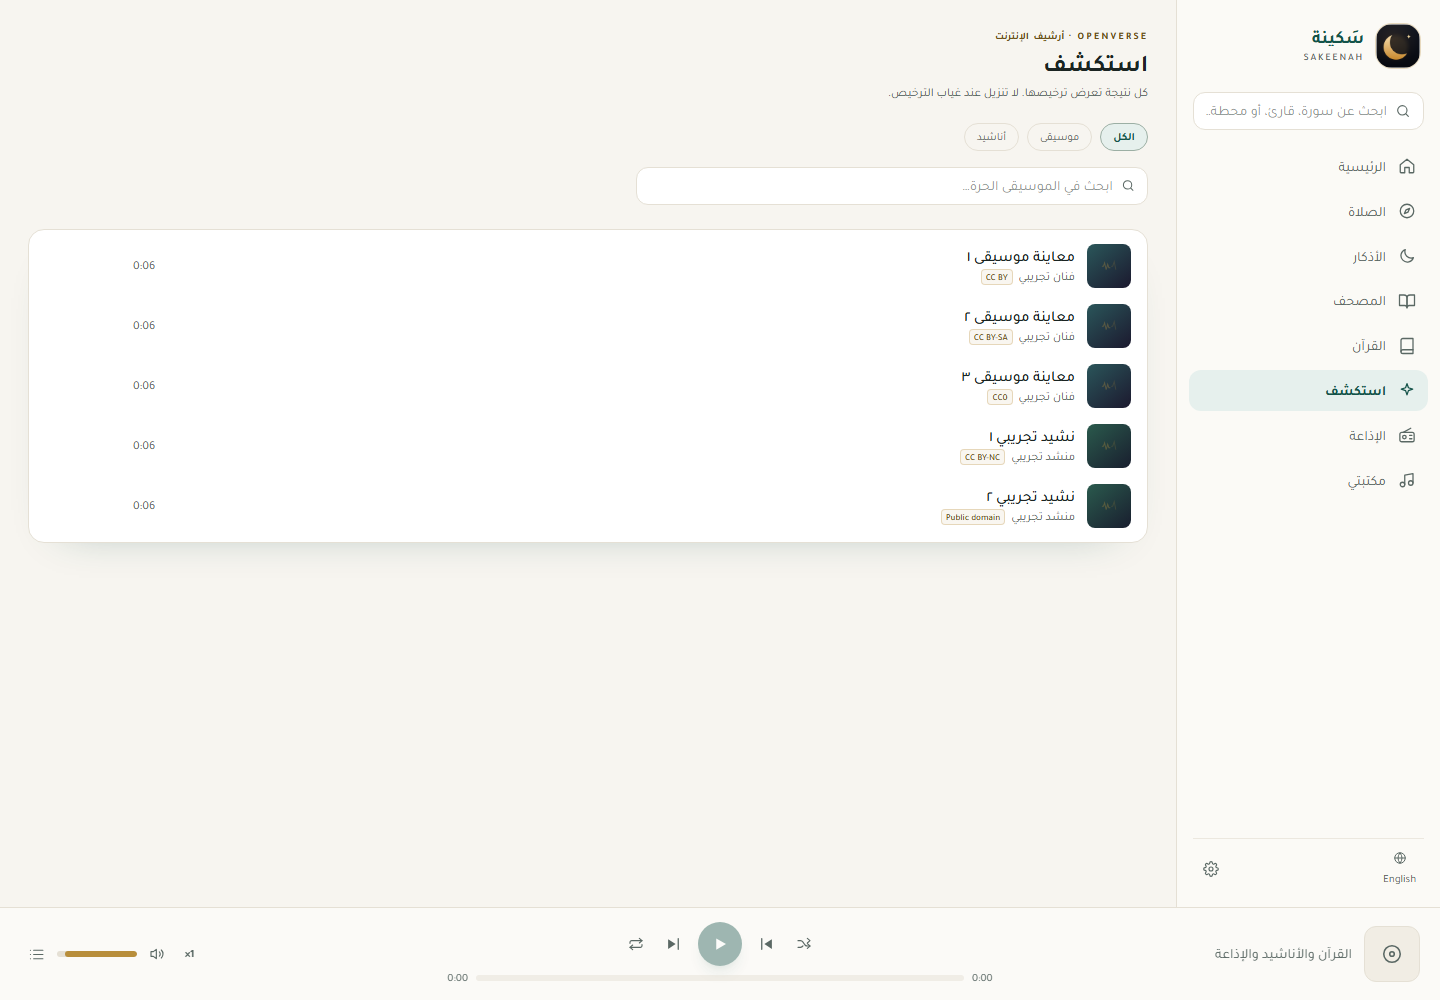 سَكينة
SAKEENAH
ابحث عن سورة، قارئ، أو محطة..
الرئيسية
الصلاة
الأذكار
المصحف
القرآن
استكشف
الإذاعة
مكتبتي
English
OPENVERSE · أرشيف الإنترنت
استكشف
كل نتيجة تعرض ترخيصها. لا تنزيل عند غياب الترخيص.
الكل
موسيقى
أناشيد
ابحث في الموسيقى الحرة…
معاينة موسيقى ١
فنان تجريبي CC BY
0:06
معاينة موسيقى ٢
فنان تجريبي CC BY-SA
0:06
معاينة موسيقى ٣
فنان تجريبي CC0
0:06
نشيد تجريبي ١
منشد تجريبي CC BY-NC
0:06
نشيد تجريبي ٢
منشد تجريبي Public domain
0:06
القرآن والأناشيد والإذاعة
0:00
0:00
x1